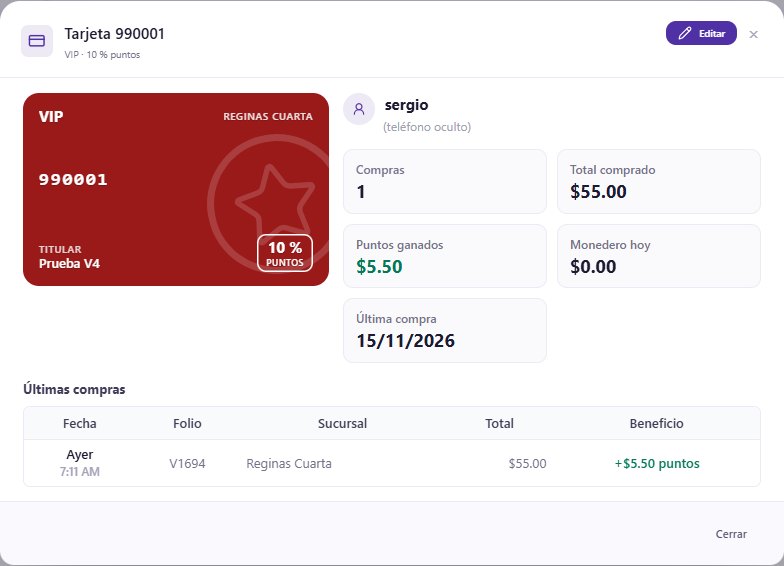 Tarjeta 990001
VIP · 10 % puntos
Editar
VIP
REGINAS CUARTA
990001
TITULAR
Prueba V4
10 %
PUNTOS
sergio
(teléfono oculto)
Compras
1
Total comprado
$55.00
Puntos ganados
$5.50
Monedero hoy
$0.00
Última compra
15/11/2026
Últimas compras
Fecha Folio Sucursal Total Beneficio
Ayer
7:11 AM
V1694 Reginas Cuarta $55.00 +$5.50 puntos
Cerrar